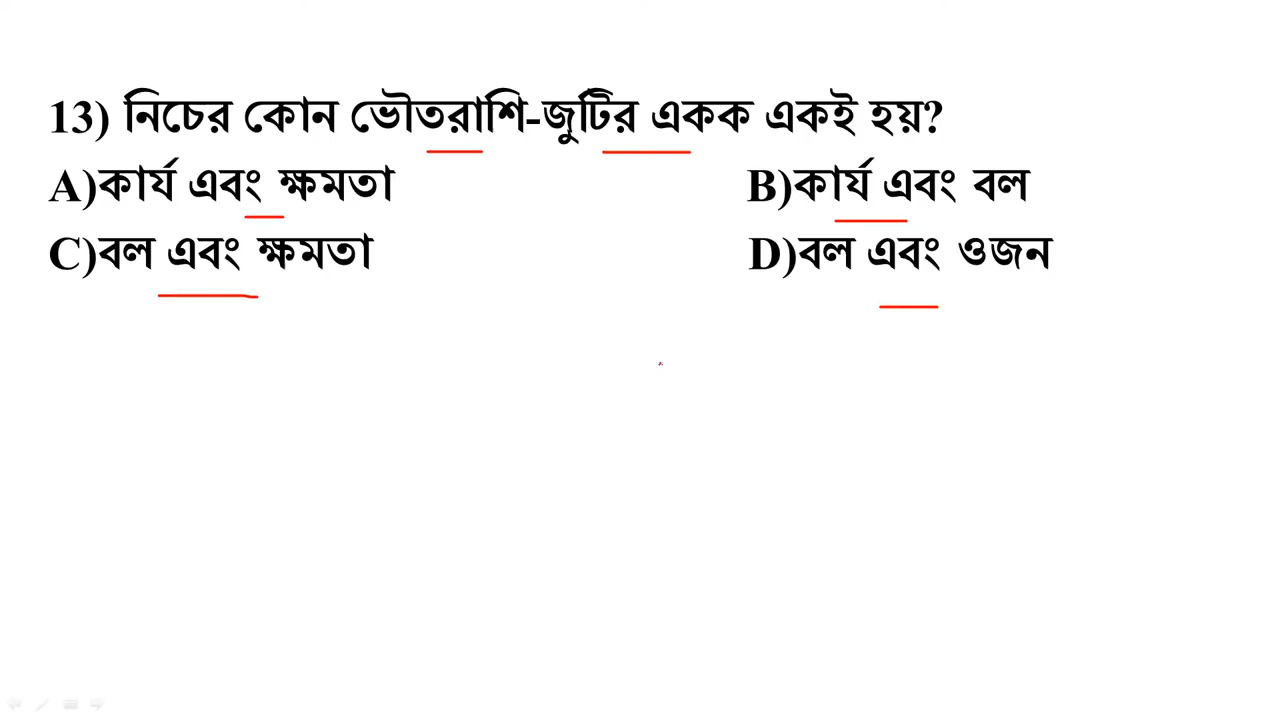 13) নিচের কোন ভৌতরাশি-জুটির একক একই হয়?
A)কার্য এবং ক্ষমতা B)কার্য এবং বল
C)বল এবং ক্ষমতা D)বল এবং ওজন